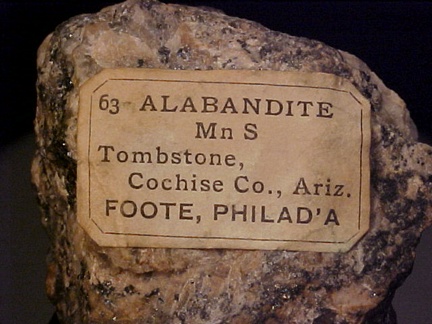 63 ALABANDITE
Mn S
Tombstone,
Cochise Co., Ariz.
FOOTE, PHILAD'A